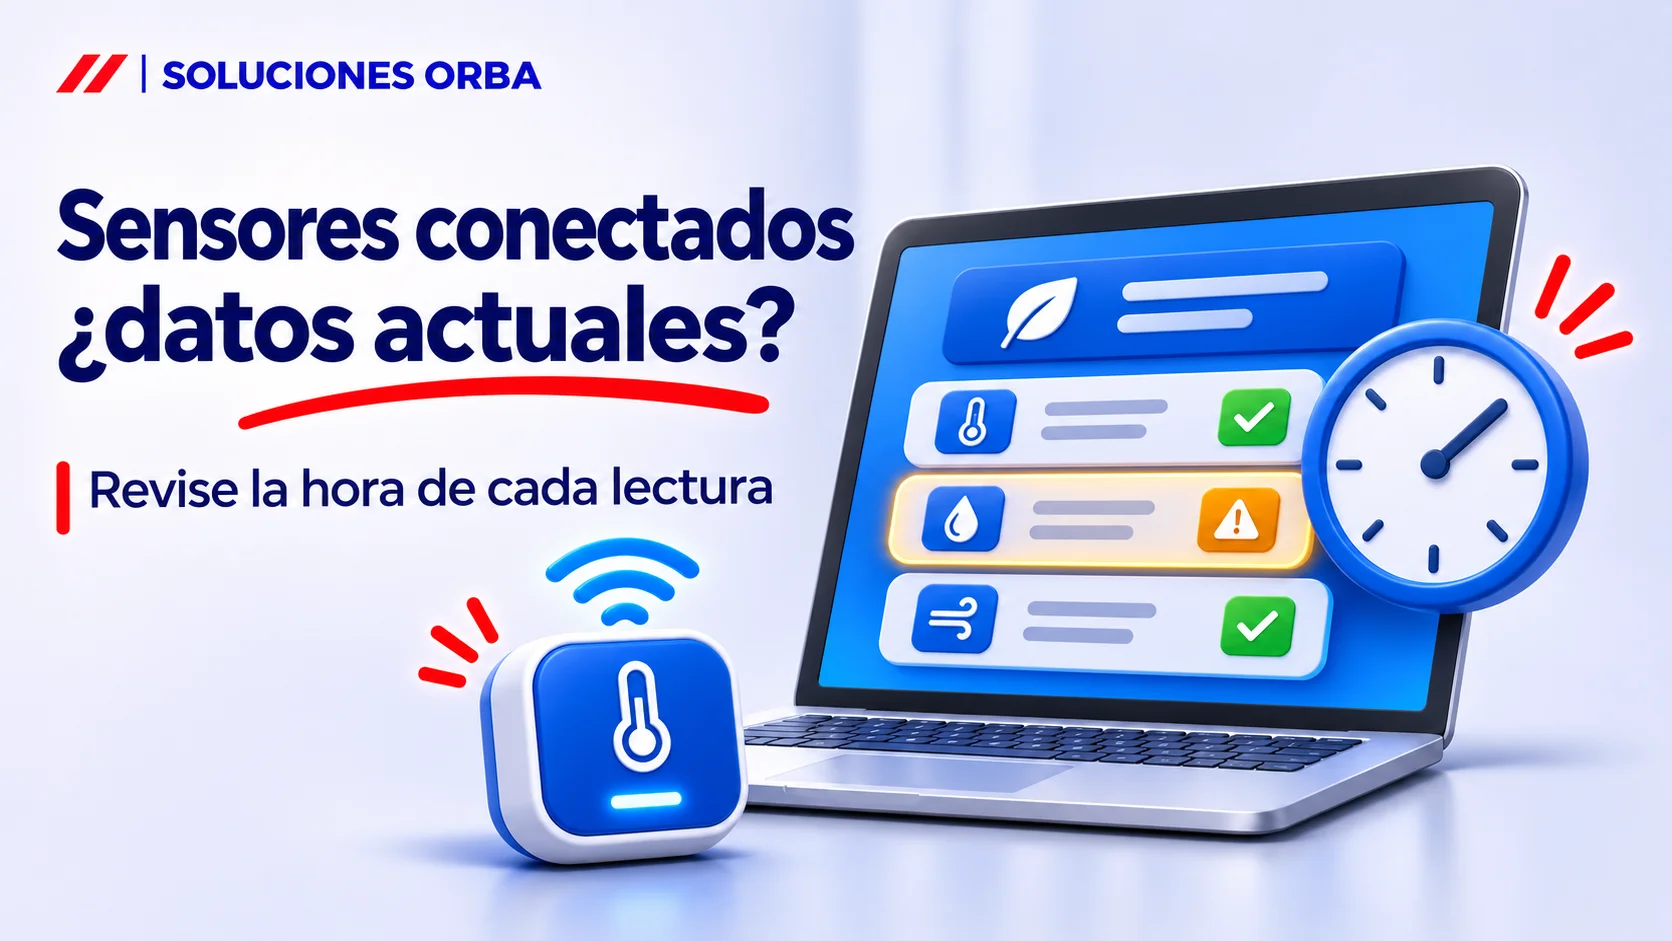 SOLUCIONES ORBA
Sensores conectados
¿datos actuales?
Revise la hora de cada lectura